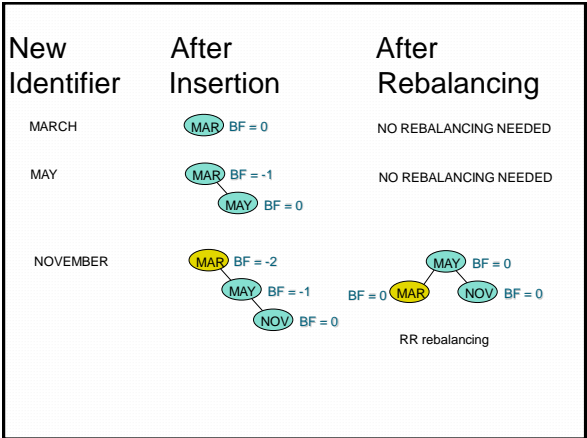 New Identifier
After Insertion
After Rebalancing
MARCH
MAR BF = 0
NO REBALANCING NEEDED
MAY
MAR BF = -1
MAY BF = 0
NO REBALANCING NEEDED
NOVEMBER
MAR BF = -2
MAY BF = -1
NOV BF = 0
MAY BF = 0
BF = 0 MAR
NOV BF = 0
RR rebalancing